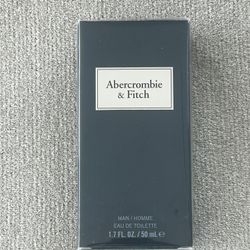 Abercrombie
& Fitch
MAN / HOMME
EAU DE TOILETTE
1.7 FL. OZ. / 50 mL ℮